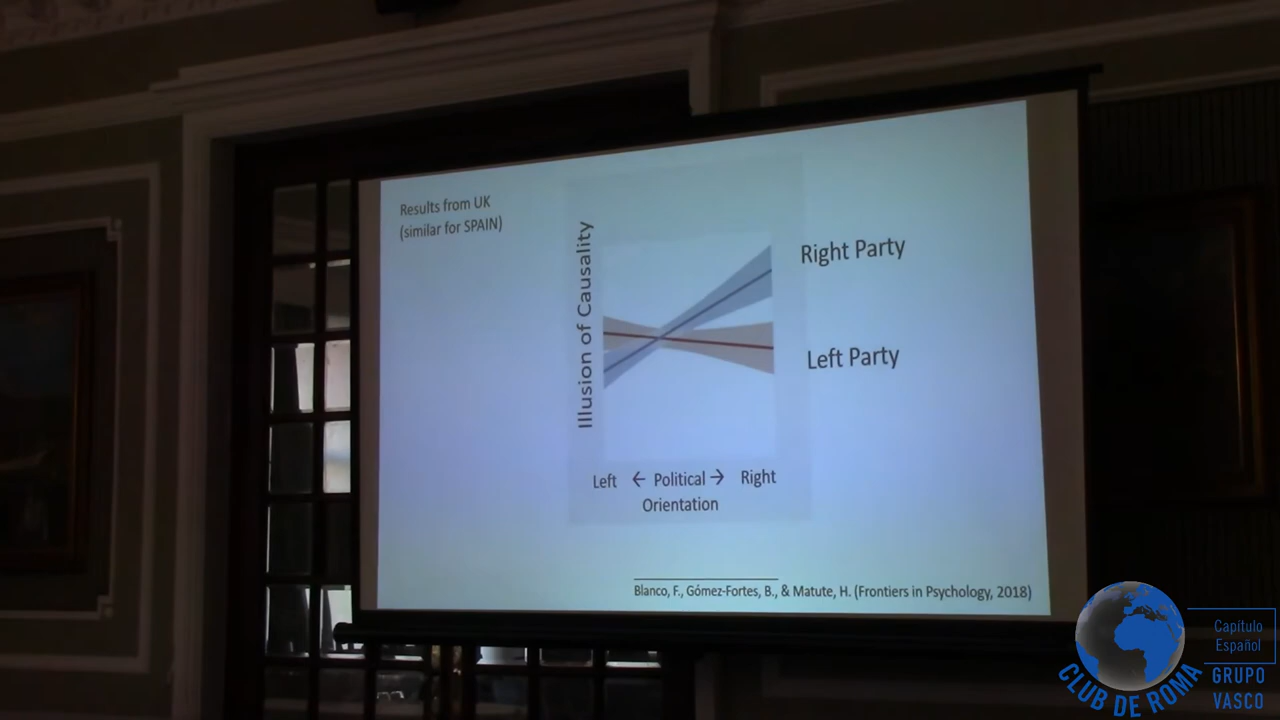 Results from UK
(similar for SPAIN)
Illusion of Causality
Right Party
Left Party
Left ← Political → Right
Orientation
Blanco, F., Gómez-Fortes, B., & Matute, H. (Frontiers in Psychology, 2018)
Capítulo
Español
GRUPO
VASCO
CLUB DE ROMA